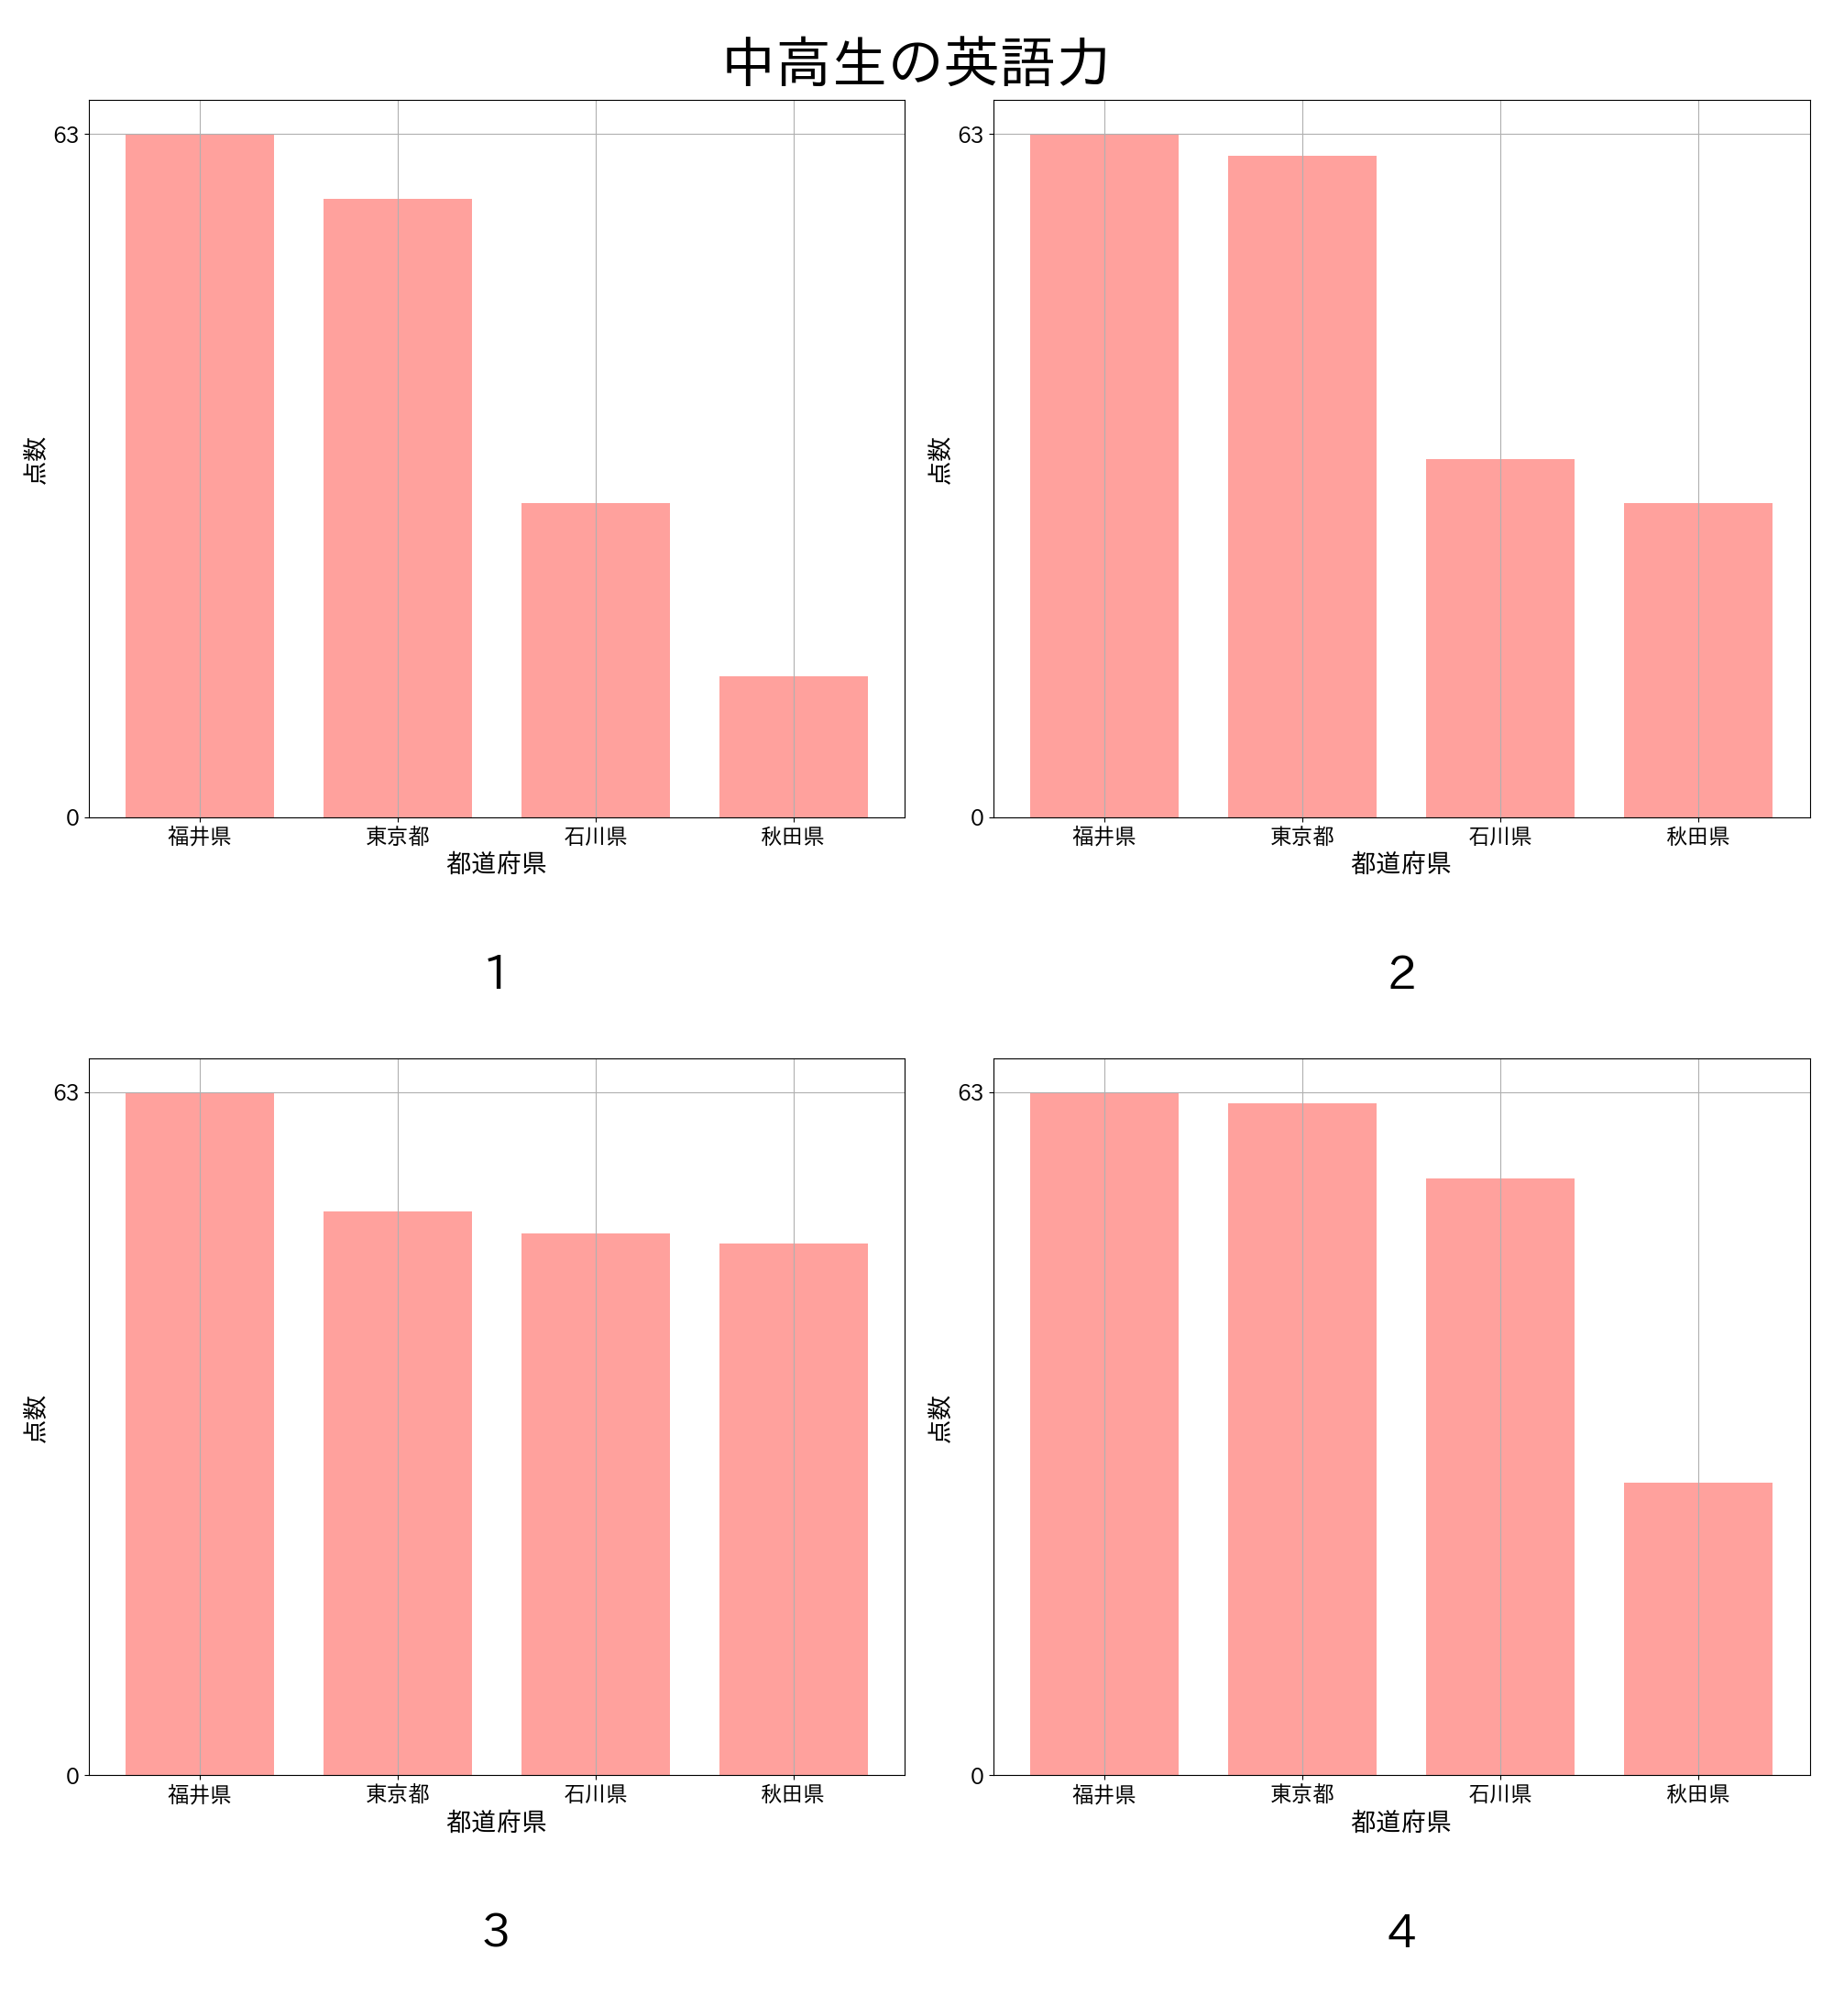 中高生の英語力
63
点数
0
福井県 東京都 石川県 秋田県
都道府県
1
63
点数
0
福井県 東京都 石川県 秋田県
都道府県
2
63
点数
0
福井県 東京都 石川県 秋田県
都道府県
3
63
点数
0
福井県 東京都 石川県 秋田県
都道府県
4